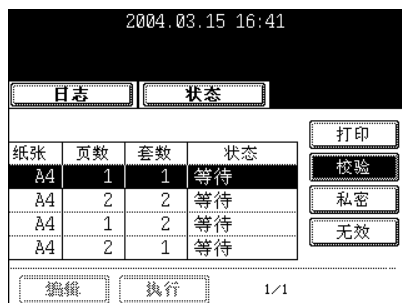 2004.03.15 16:41
日志 状态
打印
纸张 页数 套数 状态
校验
A4 1 1 等待
A4 2 2 等待
私密
A4 1 2 等待
无效
A4 2 1 等待
编辑 执行 1/1